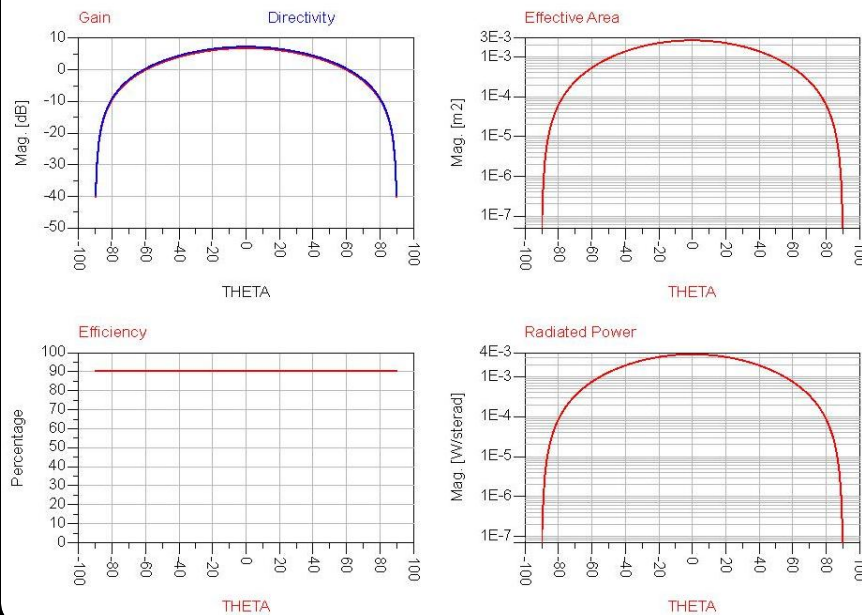 Gain Directivity
Mag. [dB]
10
0
-10
-20
-30
-40
-50
-100 -80 -60 -40 -20 0 20 40 60 80 100
THETA
Effective Area
Mag. [m2]
3E-3
1E-3
1E-4
1E-5
1E-6
1E-7
-100 -80 -60 -40 -20 0 20 40 60 80 100
THETA
Efficiency
Percentage
100
90
80
70
60
50
40
30
20
10
0
-100 -80 -60 -40 -20 0 20 40 60 80 100
THETA
Radiated Power
Mag. [W/sterad]
4E-3
1E-3
1E-4
1E-5
1E-6
1E-7
-100 -80 -60 -40 -20 0 20 40 60 80 100
THETA